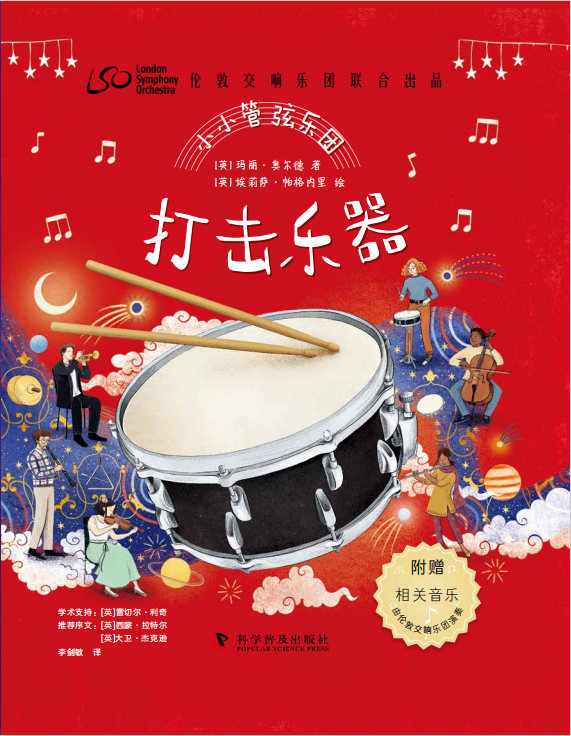 LSO London
Symphony
Orchestra
伦敦交响乐团联合出品
小小管弦乐团
[英]玛丽·奥尔德 著
[英]埃莉萨·帕格内里 绘
打击乐器
附赠
相关音乐
由伦敦交响乐团演奏
学术支持：[英]雷切尔·利奇
推荐序文：[英]西蒙·拉特尔
[英]大卫·杰克逊
李剑敏 译
科学普及出版社
POPULAR SCIENCE PRESS